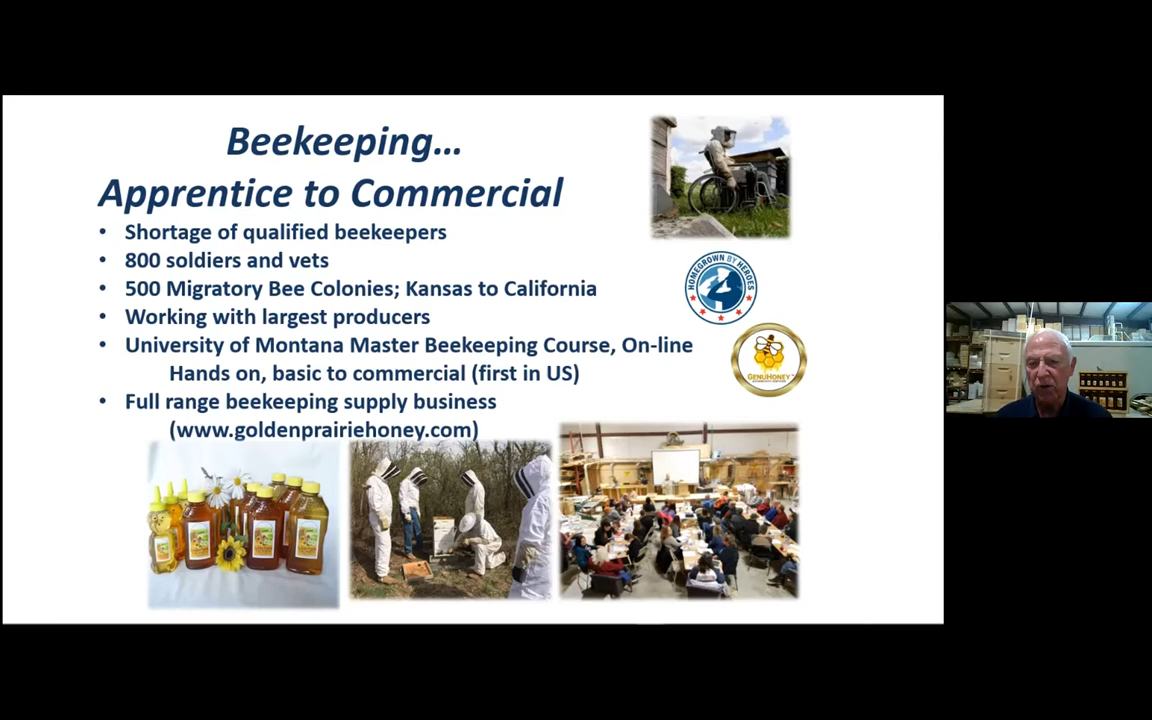 Beekeeping...
Apprentice to Commercial
• Shortage of qualified beekeepers
• 800 soldiers and vets
• 500 Migratory Bee Colonies; Kansas to California
• Working with largest producers
• University of Montana Master Beekeeping Course, On-line
Hands on, basic to commercial (first in US)
• Full range beekeeping supply business
(www.goldenprairiehoney.com)
HOMEGROWN BY HEROES
GENUHONEY